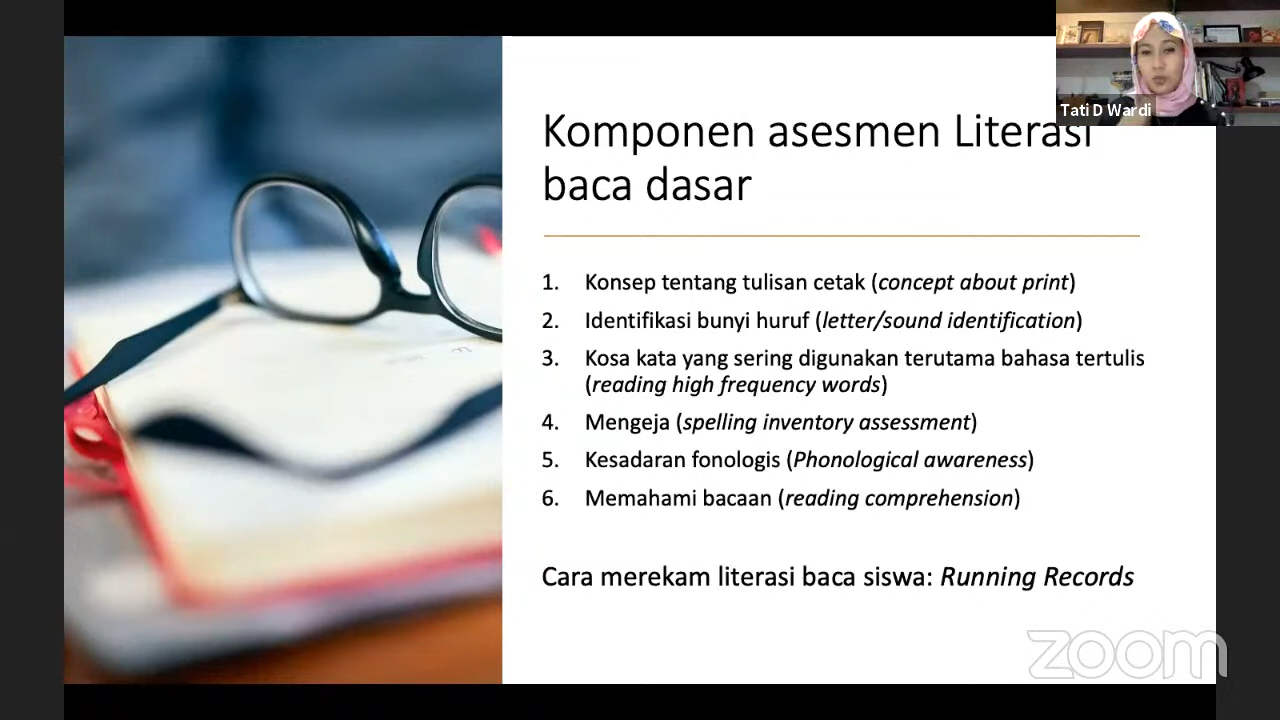 Tati D Wardi
Komponen asesmen Literasi
baca dasar
1. Konsep tentang tulisan cetak (concept about print)
2. Identifikasi bunyi huruf (letter/sound identification)
3. Kosa kata yang sering digunakan terutama bahasa tertulis
(reading high frequency words)
4. Mengeja (spelling inventory assessment)
5. Kesadaran fonologis (Phonological awareness)
6. Memahami bacaan (reading comprehension)
Cara merekam literasi baca siswa: Running Records
zoom